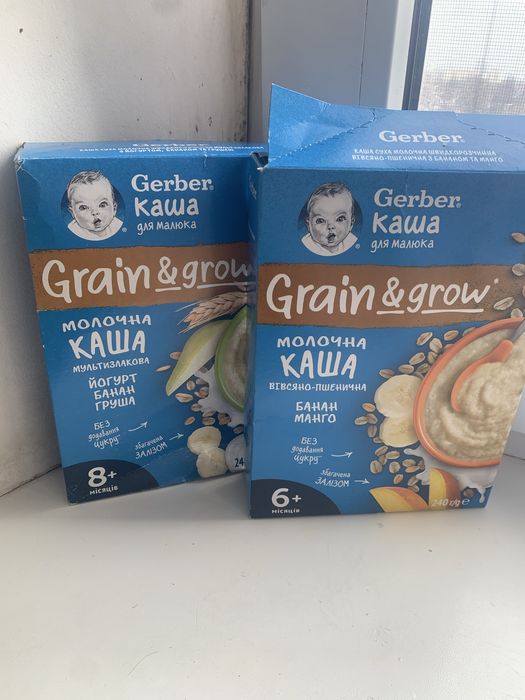 Gerber®
каша
для малюка
Grain & grow
МОЛОЧНА
КАША
МУЛЬТИЗЛАКОВА
ЙОГУРТ
БАНАН
ГРУША
БЕЗ
додавання
цукру*
Збагачена
ЗАЛІЗОМ
8+
місяців
24
Gerber®
КАША СУХА МОЛОЧНА ШВИДКОРОЗЧИННА
ВІВСЯНО-ПШЕНИЧНА З БАНАНОМ ТА МАНГО
Gerber®
каша
для малюка
Grain & grow
МОЛОЧНА
КАША
ВІВСЯНО-ПШЕНИЧНА
БАНАН
МАНГО
БЕЗ
додавання
цукру*
Збагачена
ЗАЛІЗОМ
6+
місяців
240 г/g e